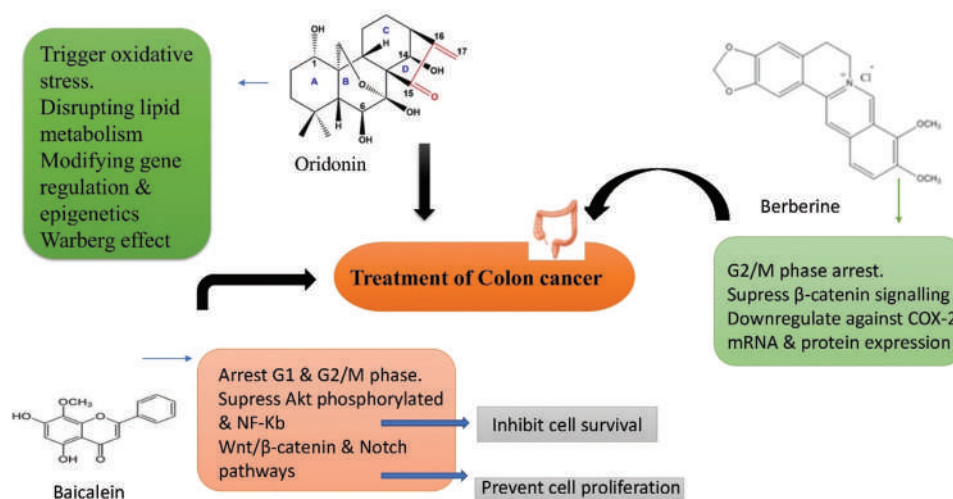 Trigger oxidative
stress.
Disrupting lipid
metabolism
Modifying gene
regulation &
epigenetics
Warberg effect
1
A
B
C
D
H
H
6
14
15
16
17
OH
OH
OH
OH
O
O
Oridonin
O
O
N
+
Cl
-
OCH3
OCH3
Berberine
Treatment of Colon cancer
G2/M phase arrest.
Supress β-catenin signalling
Downregulate against COX-2
mRNA & protein expression
OCH3
HO
O
OH
O
Baicalein
Arrest G1 & G2/M phase.
Supress Akt phosphorylated
& NF-Kb
Wnt/β-catenin & Notch
pathways
Inhibit cell survival
Prevent cell proliferation